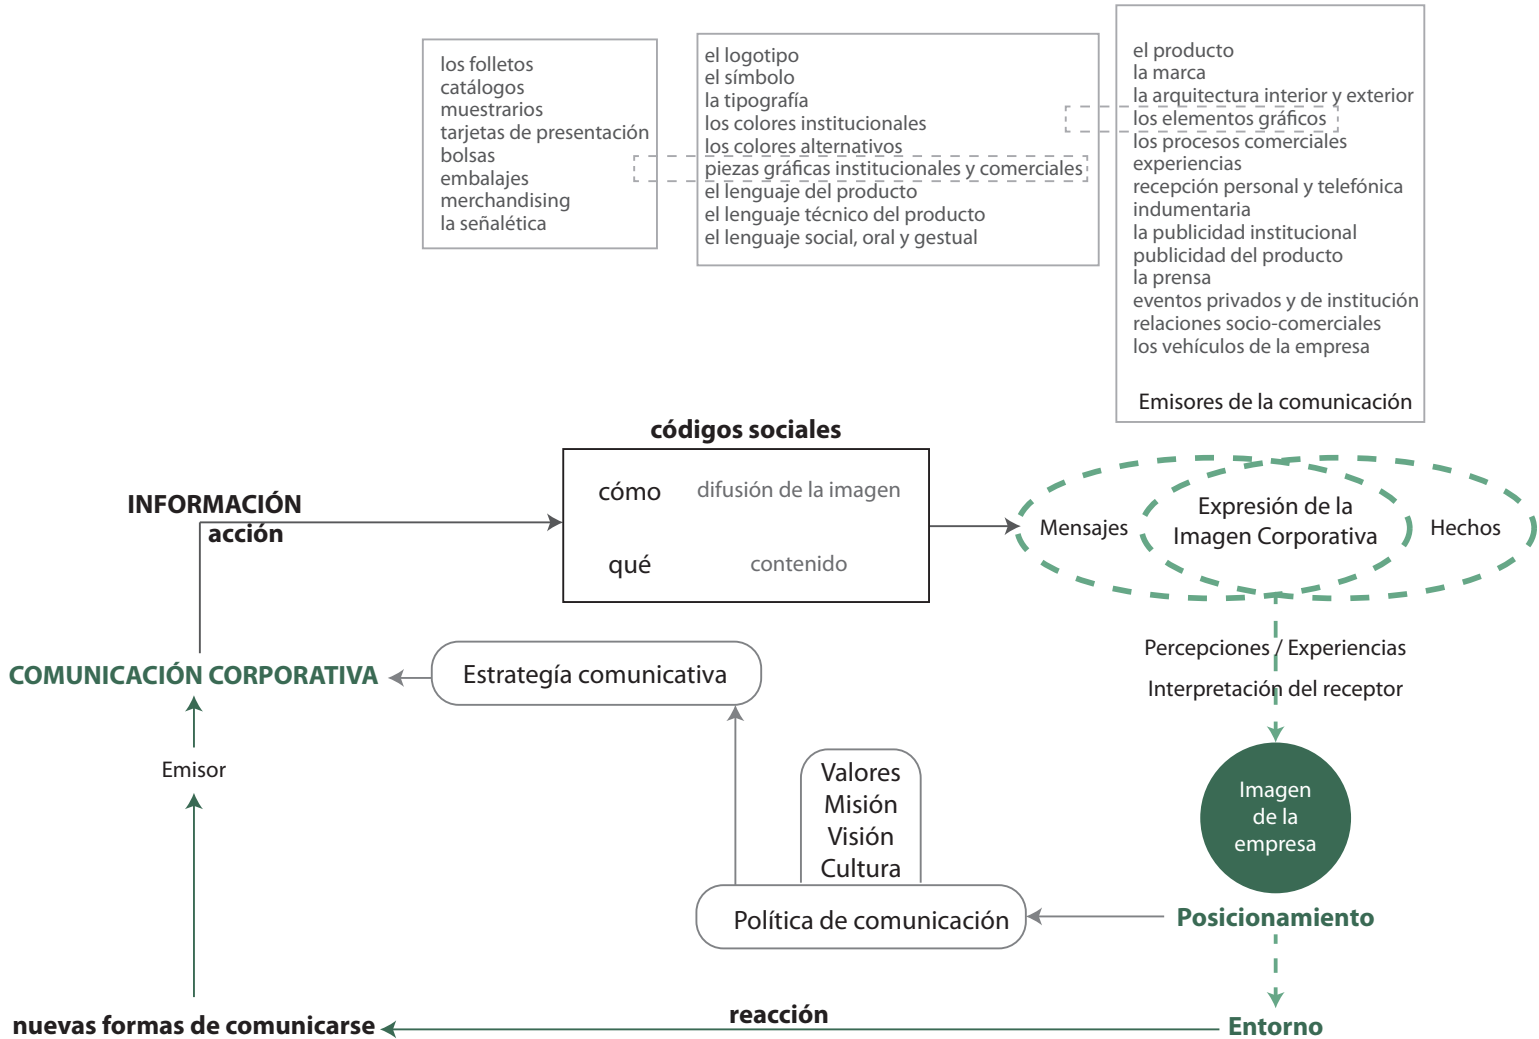 los folletos
catálogos
muestrarios
tarjetas de presentación
bolsas
embalajes
merchandising
la señalética
el logotipo
el símbolo
la tipografía
los colores institucionales
los colores alternativos
piezas gráficas institucionales y comerciales
el lenguaje del producto
el lenguaje técnico del producto
el lenguaje social, oral y gestual
el producto
la marca
la arquitectura interior y exterior
los elementos gráficos
los procesos comerciales
experiencias
recepción personal y telefónica
indumentaria
la publicidad institucional
publicidad del producto
la prensa
eventos privados y de institución
relaciones socio-comerciales
los vehículos de la empresa
Emisores de la comunicación
códigos sociales
INFORMACIÓN
acción
cómo difusión de la imagen
qué contenido
Mensajes
Expresión de la
Imagen Corporativa
Hechos
Percepciones / Experiencias
Interpretación del receptor
COMUNICACIÓN CORPORATIVA
Estrategía comunicativa
Emisor
Valores
Misión
Visión
Cultura
Política de comunicación
Imagen
de la
empresa
Posicionamiento
nuevas formas de comunicarse
reacción
Entorno